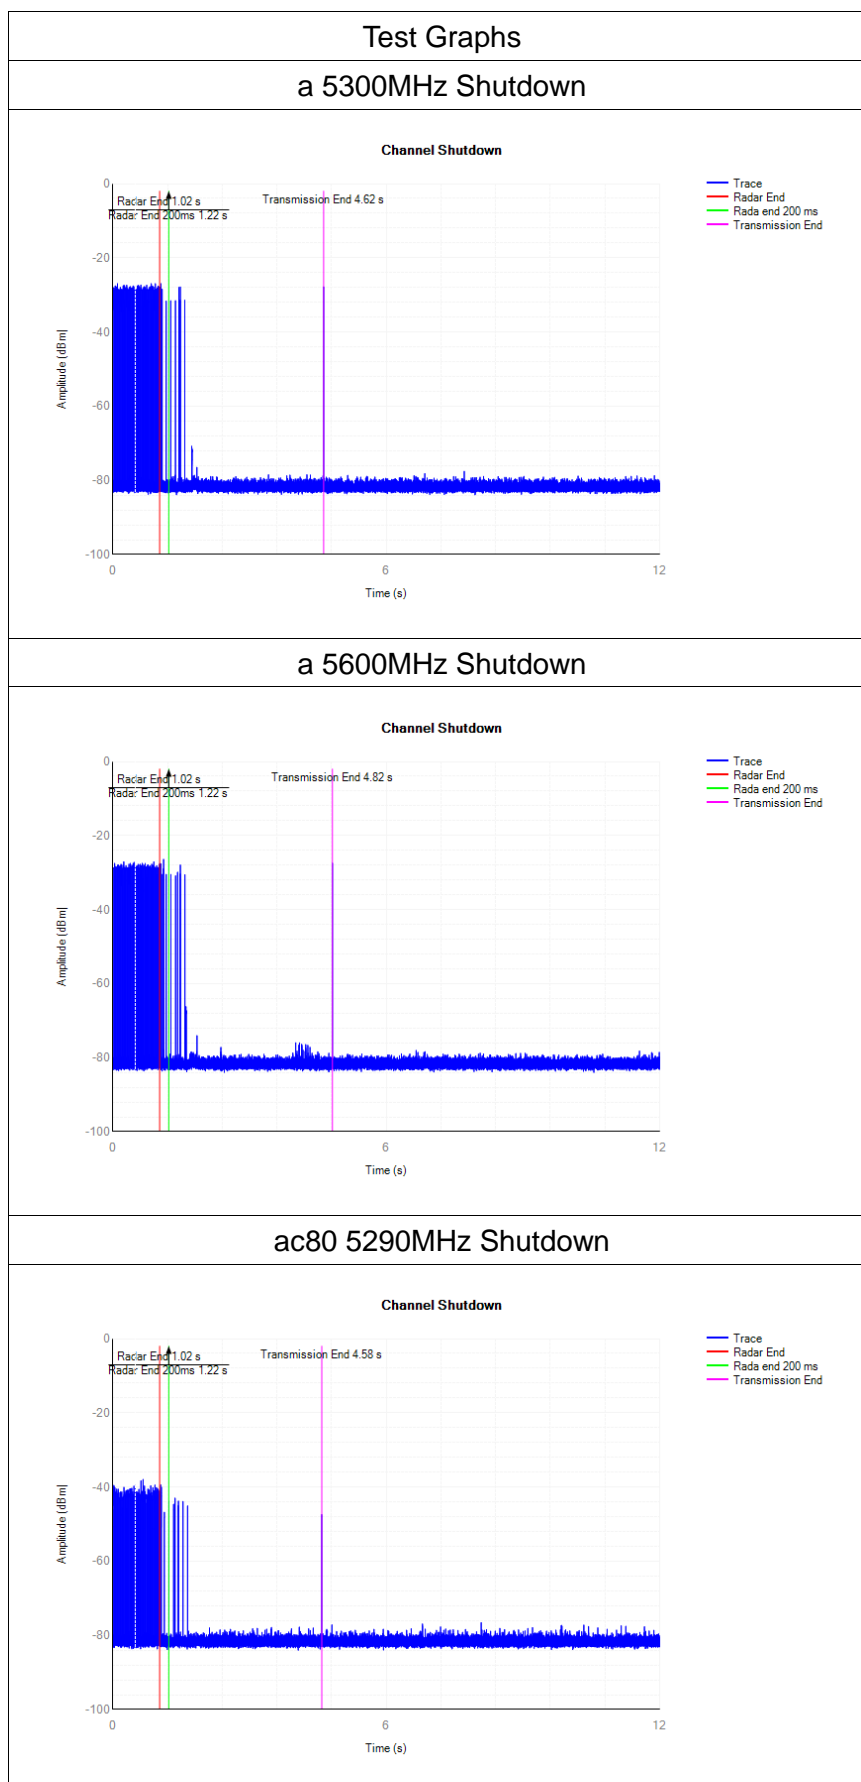 Test Graphs
a 5300MHz Shutdown
Channel Shutdown
Radar End 1.02 s
Radar End 200ms 1.22 s
Transmission End 4.62 s
Trace
Radar End
Rada end 200 ms
Transmission End
0
-20
-40
-60
-80
-100
Amplitude [dBm]
0 6 12
Time (s)
a 5600MHz Shutdown
Channel Shutdown
Radar End 1.02 s
Radar End 200ms 1.22 s
Transmission End 4.82 s
Trace
Radar End
Rada end 200 ms
Transmission End
0
-20
-40
-60
-80
-100
Amplitude [dBm]
0 6 12
Time (s)
ac80 5290MHz Shutdown
Channel Shutdown
Radar End 1.02 s
Radar End 200ms 1.22 s
Transmission End 4.58 s
Trace
Radar End
Rada end 200 ms
Transmission End
0
-20
-40
-60
-80
-100
Amplitude [dBm]
0 6 12
Time (s)